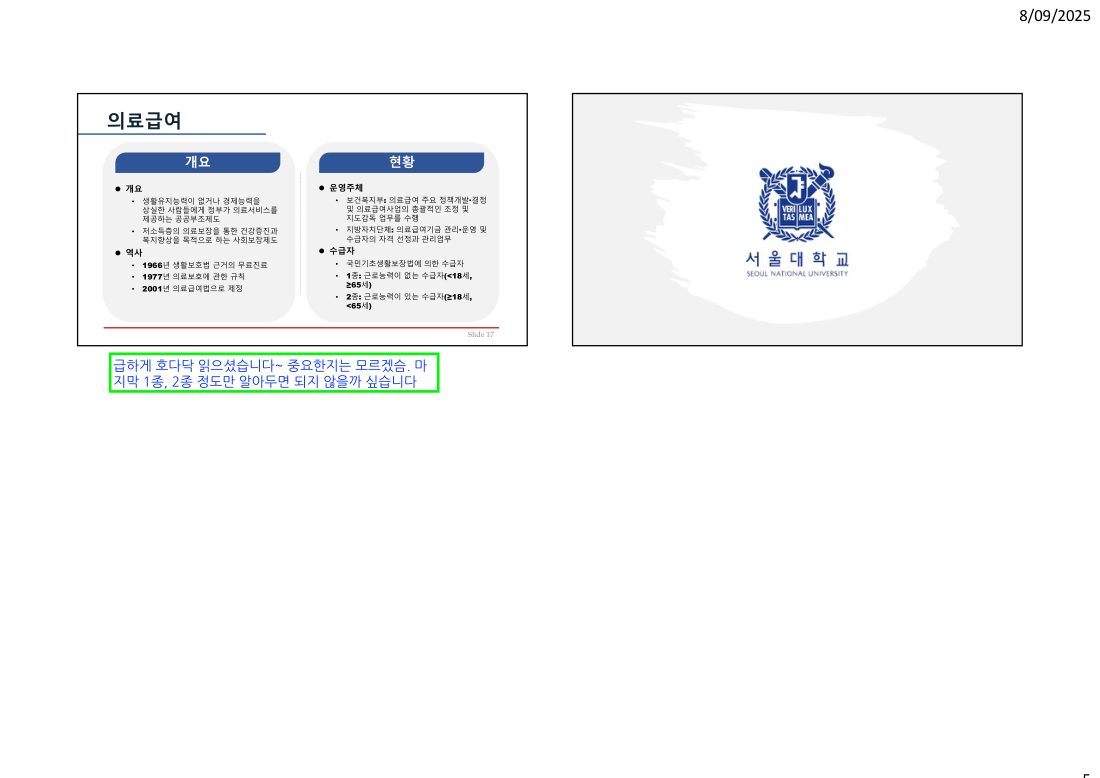 8/09/2025
의료급여
개요
● 개요
• 생활유지능력이 없거나 경제능력을
상실한 사람들에게 정부가 의료서비스를
제공하는 공공부조제도
• 저소득층의 의료보장을 통한 건강증진과
복지향상을 목적으로 하는 사회보장제도
● 역사
• 1966년 생활보호법 근거의 무료진료
• 1977년 의료보호에 관한 규칙
• 2001년 의료급여법으로 제정
현황
● 운영주체
• 보건복지부: 의료급여 주요 정책개발•결정
및 의료급여사업의 총괄적인 조정 및
지도감독 업무를 수행
• 지방자치단체: 의료급여기금 관리•운영 및
수급자의 자격 선정과 관리업무
● 수급자
• 국민기초생활보장법에 의한 수급자
• 1종: 근로능력이 없는 수급자(<18세,
≥65세)
• 2종: 근로능력이 있는 수급자(≥18세,
<65세)
Slide 17
급하게 호다닥 읽으셨습니다~ 중요한지는 모르겠슴. 마
지막 1종, 2종 정도만 알아두면 되지 않을까 싶습니다
VERI LUX
TAS MEA
서울대학교
SEOUL NATIONAL UNIVERSITY